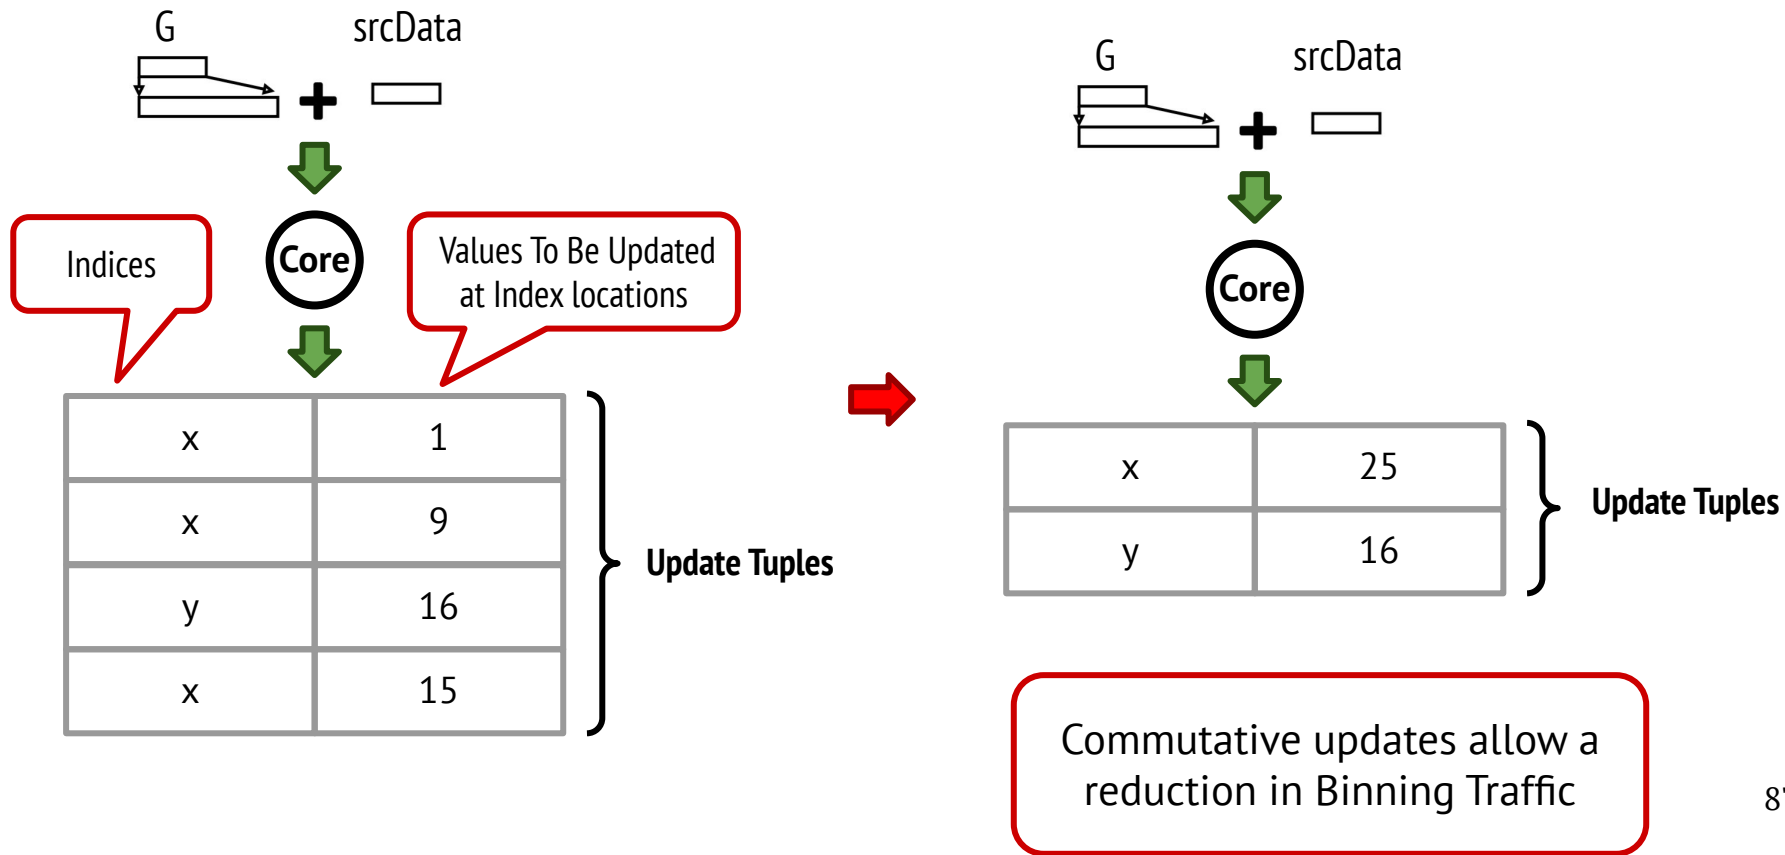 G
srcData
Core
Indices
Values To Be Updated
at Index locations
x 1
x 9
y 16
x 15
Update Tuples
G
srcData
Core
x 25
y 16
Update Tuples
Commutative updates allow a
reduction in Binning Traffic